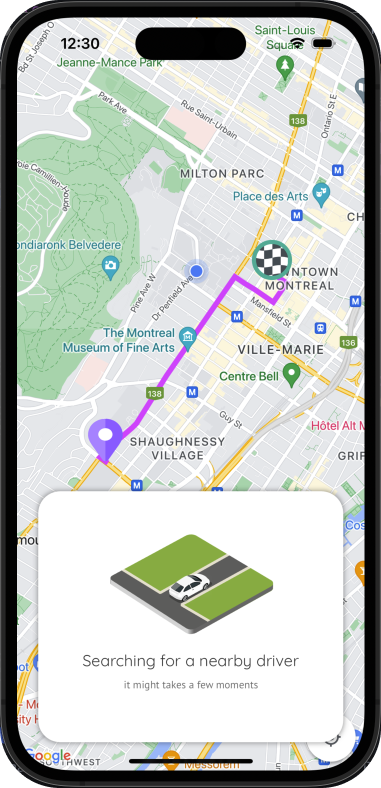 12:30
Saint-Louis
Square
Jeanne-Mance Park
Bd St Joseph O
Ontario St E
Park Ave
Rue Saint-Urbain
138
MILTON PARC
M
Place des Arts
M
CH
Houde
ondiaronk Belvedere
Pine Ave W
Dr Penfield Ave
NTOWN
MONTREAL
Mansfield St
M
M
The Montreal
Museum of Fine Arts
VILLE-MARIE
136
Centre Bell
138
M
Guy St
Hôtel Alt M
SHAUGHNESSY
VILLAGE
GRIF
M
Cos
mou
Searching for a nearby driver
it might takes a few moments
Google
THWEST
Messorem